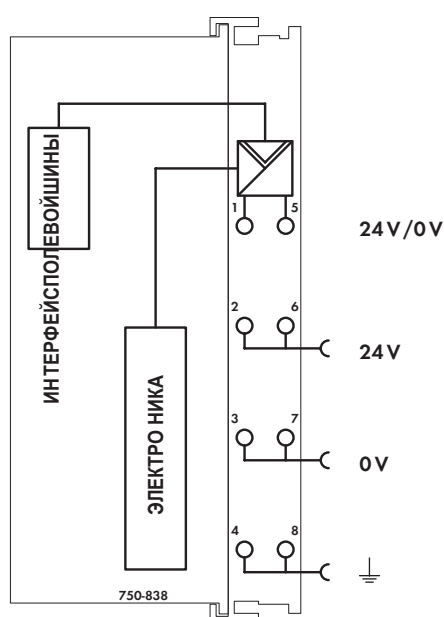 ИНТЕРФЕЙСПОЛЕВОЙШИНЫ
ЭЛЕКТРО НИКА
1 5
24V/0V
2 6
24V
3 7
0V
4 8
750-838